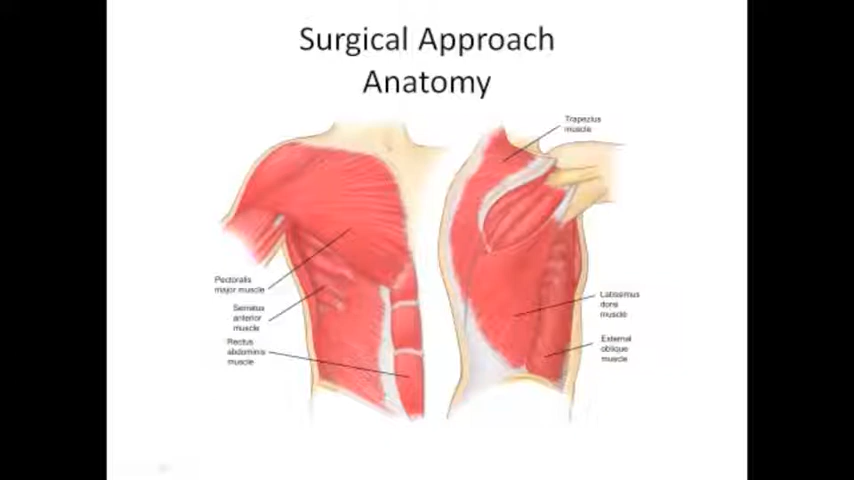 Surgical Approach
Anatomy
Trapezius
muscle
Pectoralis
major muscle
Serratus
anterior
muscle
Rectus
abdominis
muscle
Latissimus
dorsi
muscle
External
oblique
muscle